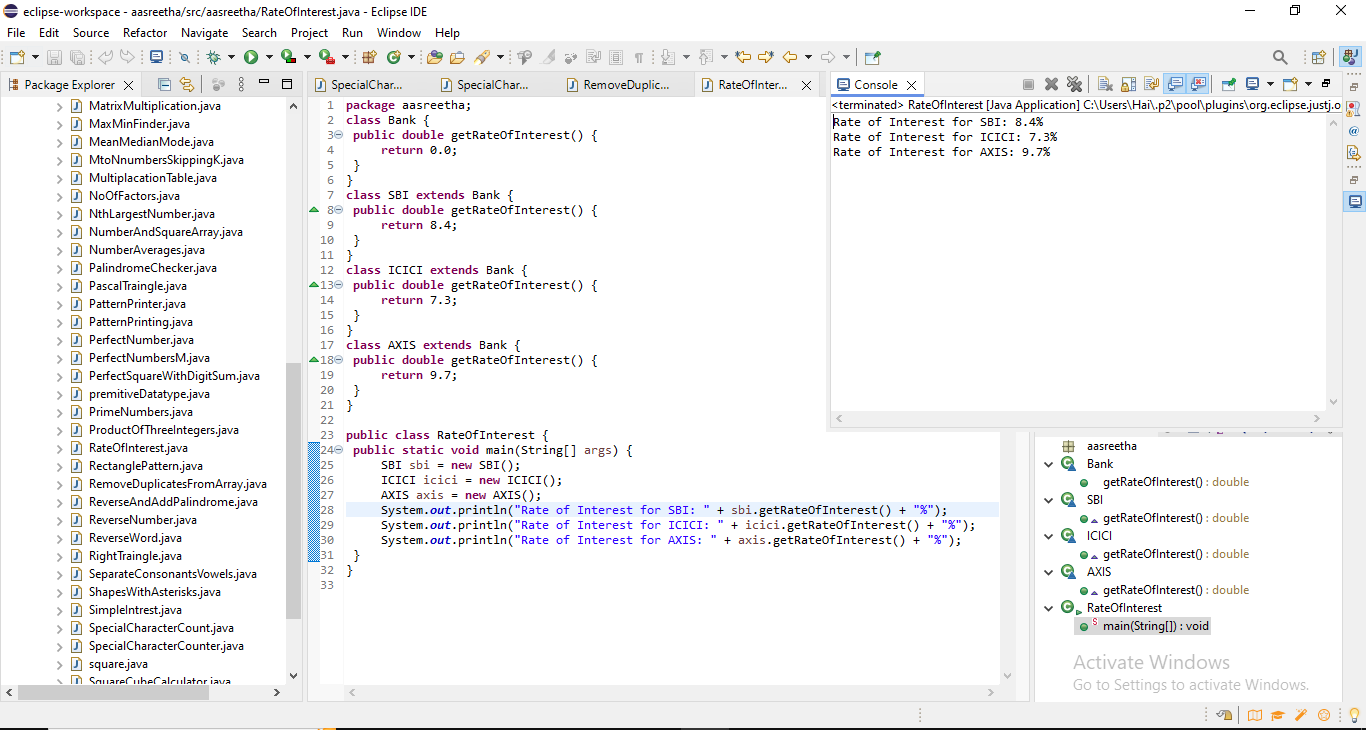 eclipse-workspace - aasreetha/src/aasreetha/RateOfInterest.java - Eclipse IDE
File Edit Source Refactor Navigate Search Project Run Window Help
Package Explorer
MatrixMultiplication.java
MaxMinFinder.java
MeanMedianMode.java
MtoNnumbersSkippingK.java
MultiplacationTable.java
NoOfFactors.java
NthLargestNumber.java
NumberAndSquareArray.java
NumberAverages.java
PalindromeChecker.java
PascalTraingle.java
PatternPrinter.java
PatternPrinting.java
PerfectNumber.java
PerfectNumbersM.java
PerfectSquareWithDigitSum.java
premitiveDatatype.java
PrimeNumbers.java
ProductOfThreeIntegers.java
RateOfInterest.java
RectanglePattern.java
RemoveDuplicatesFromArray.java
ReverseAndAddPalindrome.java
ReverseNumber.java
ReverseWord.java
RightTraingle.java
SeparateConsonantsVowels.java
ShapesWithAsterisks.java
SimpleIntrest.java
SpecialCharacterCount.java
SpecialCharacterCounter.java
square.java
SquareCubeCalculator.java
SpecialChar... SpecialChar... RemoveDuplic... RateOfInter...
1 package aasreetha;
2 class Bank {
3 public double getRateOfInterest() {
4 return 0.0;
5 }
6 }
7 class SBI extends Bank {
8 public double getRateOfInterest() {
9 return 8.4;
10 }
11 }
12 class ICICI extends Bank {
13 public double getRateOfInterest() {
14 return 7.3;
15 }
16 }
17 class AXIS extends Bank {
18 public double getRateOfInterest() {
19 return 9.7;
20 }
21 }
22
23 public class RateOfInterest {
24 public static void main(String[] args) {
25 SBI sbi = new SBI();
26 ICICI icici = new ICICI();
27 AXIS axis = new AXIS();
28 System.out.println("Rate of Interest for SBI: " + sbi.getRateOfInterest() + "%");
29 System.out.println("Rate of Interest for ICICI: " + icici.getRateOfInterest() + "%");
30 System.out.println("Rate of Interest for AXIS: " + axis.getRateOfInterest() + "%");
31 }
32 }
33
Console
<terminated> RateOfInterest [Java Application] C:\Users\Hai\.p2\pool\plugins\org.eclipse.justj.o
Rate of Interest for SBI: 8.4%
Rate of Interest for ICICI: 7.3%
Rate of Interest for AXIS: 9.7%
aasreetha
Bank
getRateOfInterest() : double
SBI
getRateOfInterest() : double
ICICI
getRateOfInterest() : double
AXIS
getRateOfInterest() : double
RateOfInterest
main(String[]) : void
Activate Windows
Go to Settings to activate Windows.